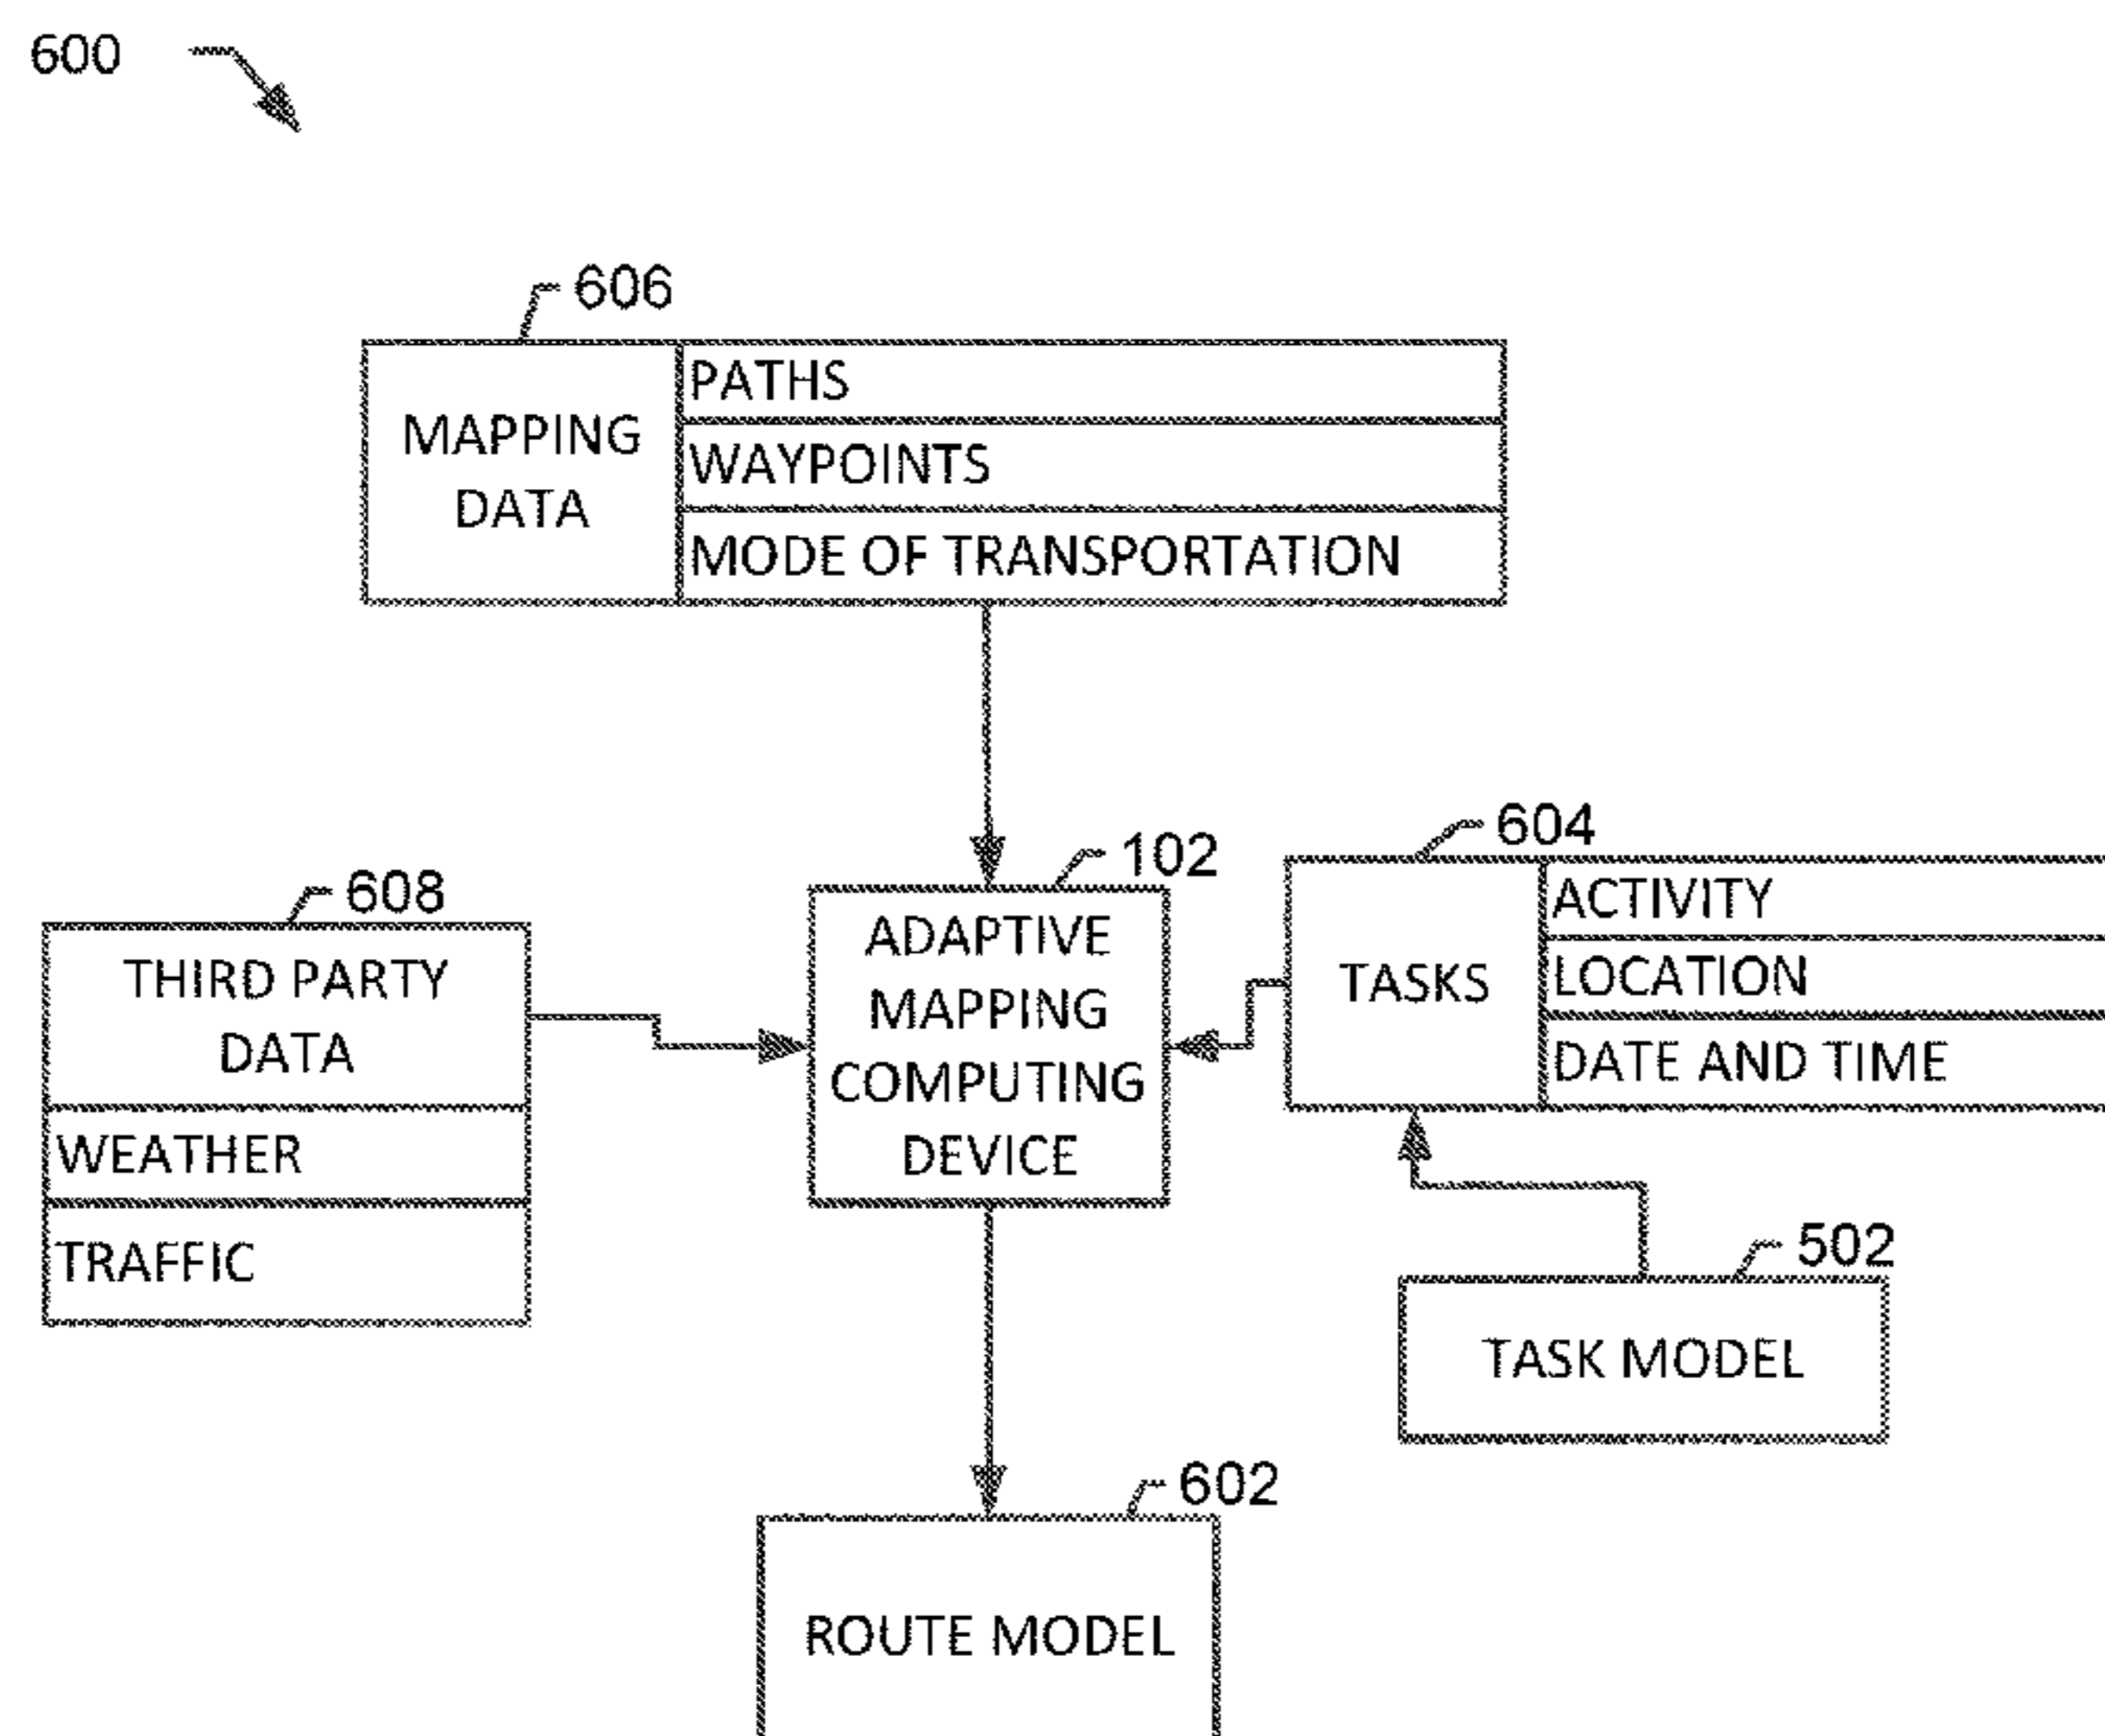 600
606
MAPPING
DATA
PATHS
WAYPOINTS
MODE OF TRANSPORTATION
608
THIRD PARTY
DATA
WEATHER
TRAFFIC
102
ADAPTIVE
MAPPING
COMPUTING
DEVICE
604
TASKS
ACTIVITY
LOCATION
DATE AND TIME
502
TASK MODEL
602
ROUTE MODEL